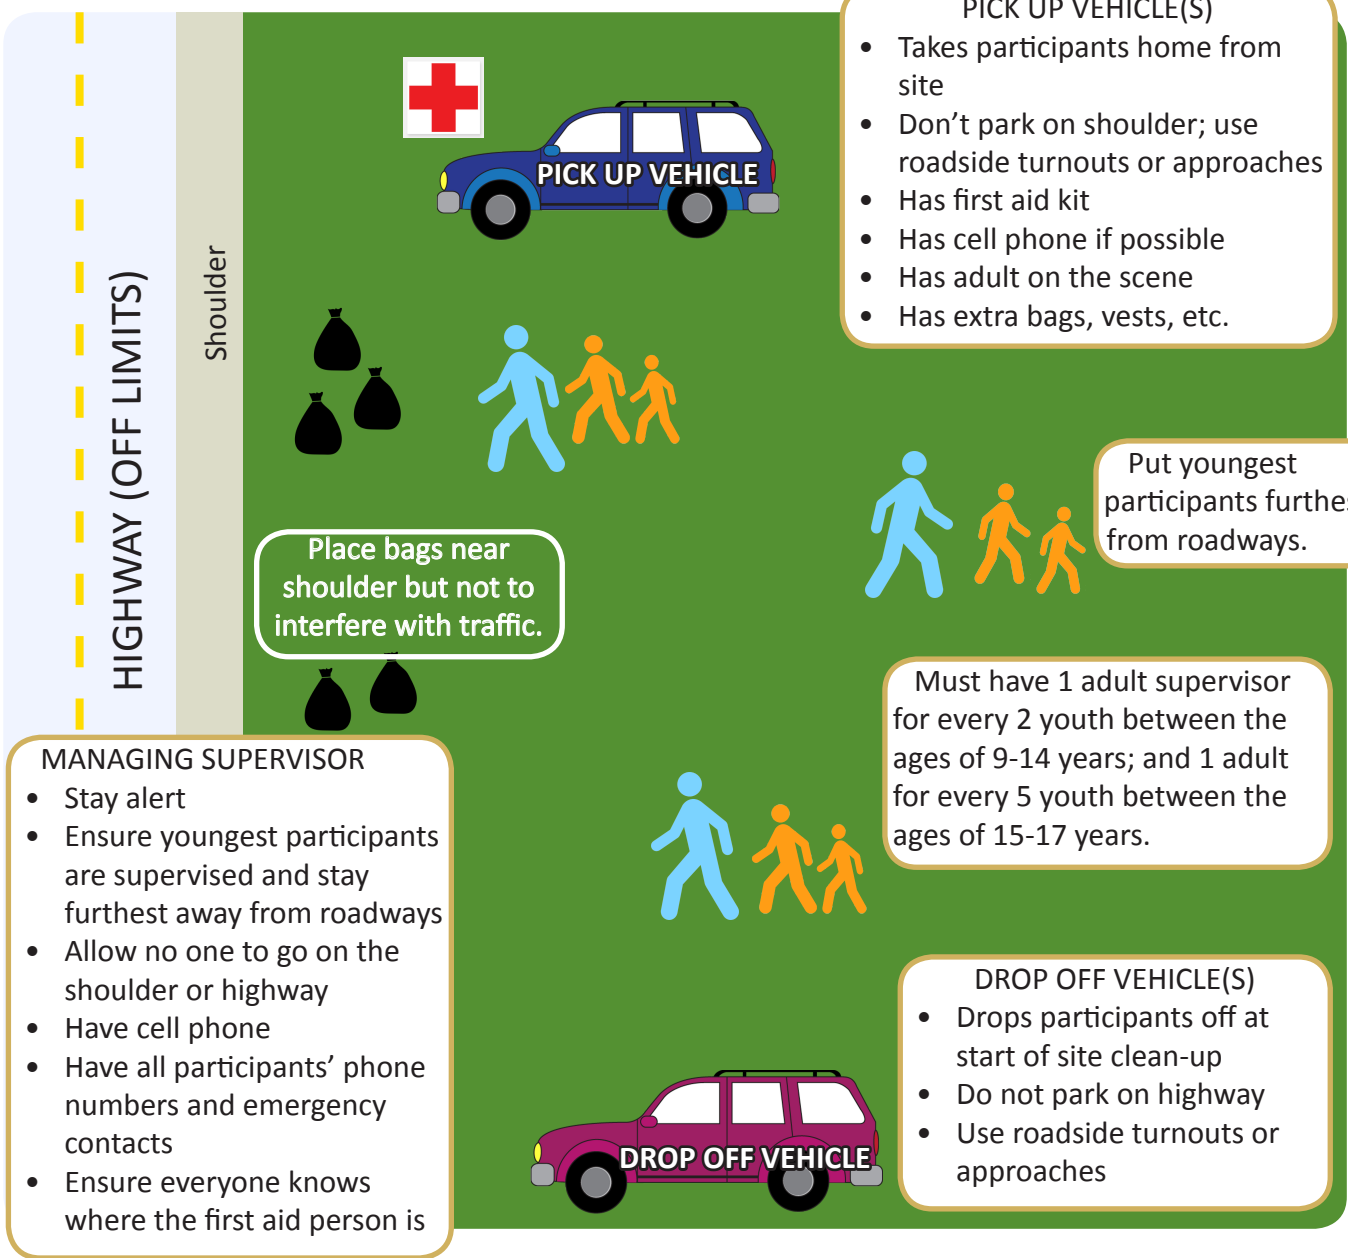 PICK UP VEHICLE(S)
• Takes participants home from
site
• Don't park on shoulder; use
roadside turnouts or approaches
• Has first aid kit
• Has cell phone if possible
• Has adult on the scene
• Has extra bags, vests, etc.
PICK UP VEHICLE
Shoulder
HIGHWAY (OFF LIMITS)
Put youngest
participants furthes
from roadways.
Place bags near
shoulder but not to
interfere with traffic.
Must have 1 adult supervisor
for every 2 youth between the
ages of 9-14 years; and 1 adult
for every 5 youth between the
ages of 15-17 years.
MANAGING SUPERVISOR
• Stay alert
• Ensure youngest participants
are supervised and stay
furthest away from roadways
• Allow no one to go on the
shoulder or highway
• Have cell phone
• Have all participants' phone
numbers and emergency
contacts
• Ensure everyone knows
where the first aid person is
DROP OFF VEHICLE(S)
• Drops participants off at
start of site clean-up
• Do not park on highway
• Use roadside turnouts or
approaches
DROP OFF VEHICLE